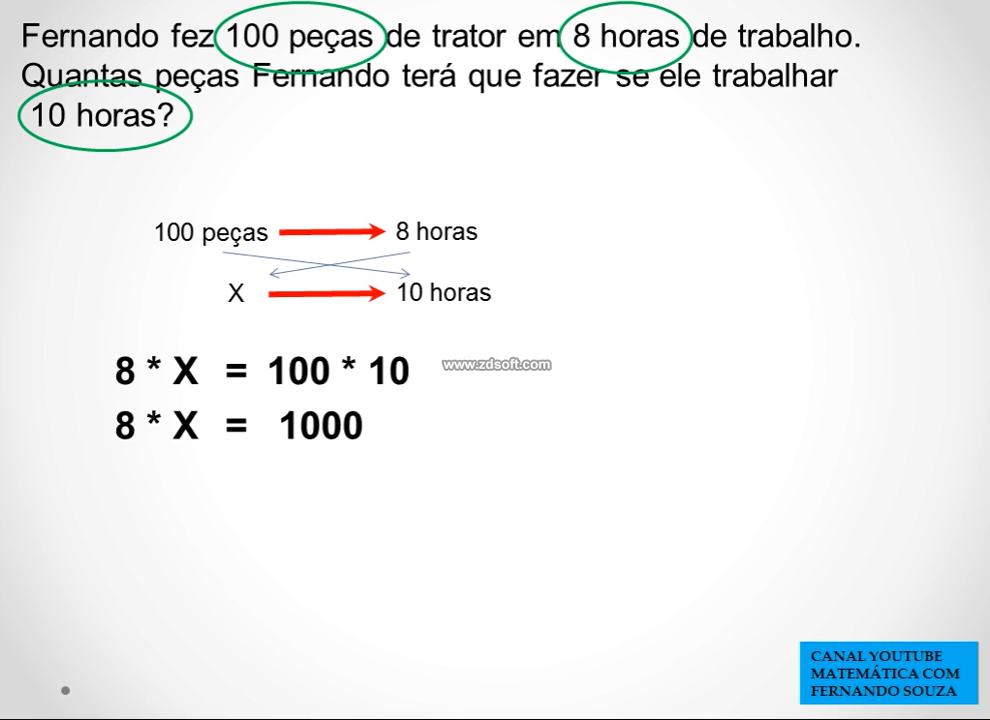 Fernando fez 100 peças de trator em 8 horas de trabalho.
Quantas peças Fernando terá que fazer se ele trabalhar
10 horas?
100 peças 8 horas
X 10 horas
8 * X = 100 * 10
www.zdsoft.com
8 * X = 1000
CANAL YOUTUBE
MATEMÁTICA COM
FERNANDO SOUZA